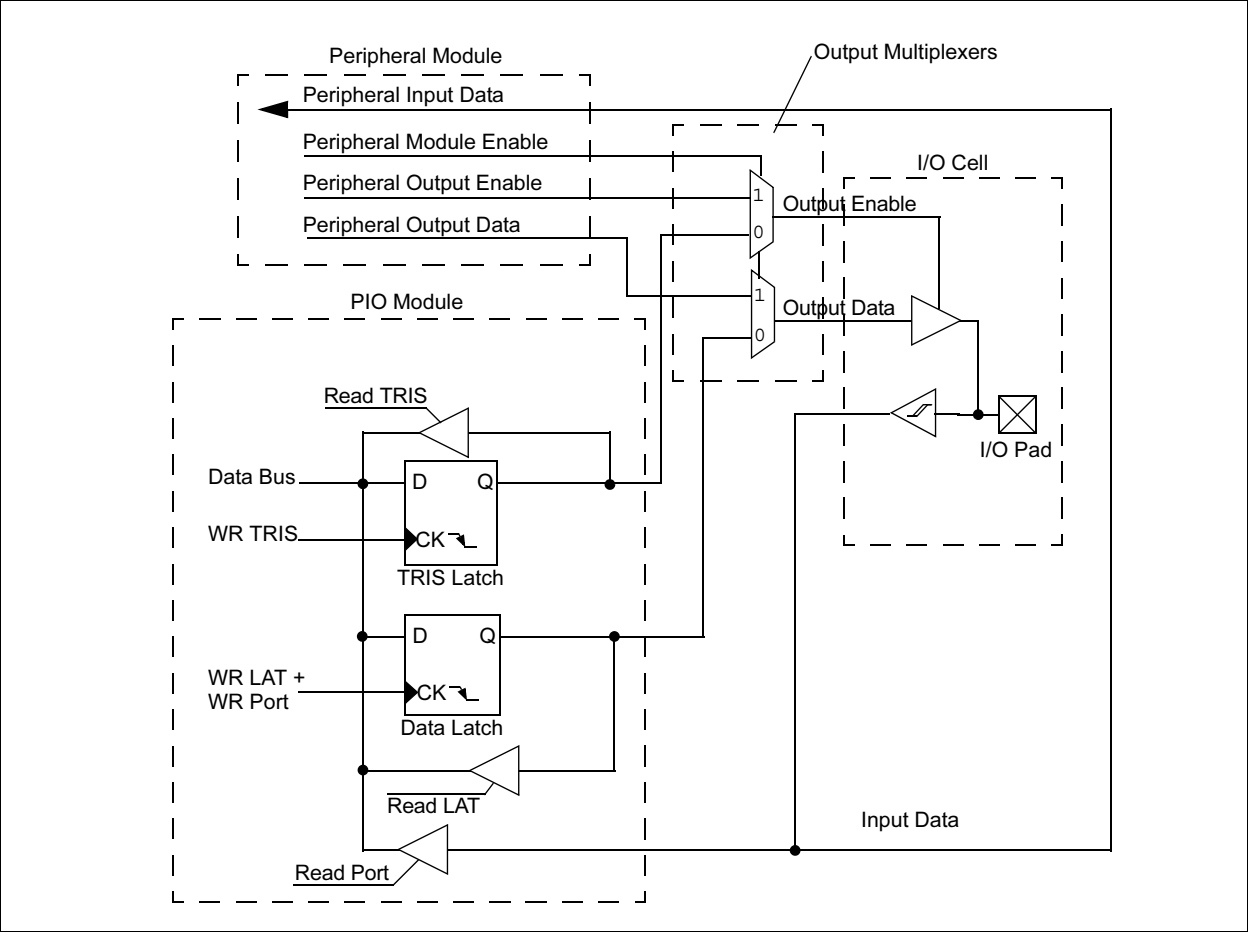 Output Multiplexers
Peripheral Module
Peripheral Input Data
Peripheral Module Enable
I/O Cell
Peripheral Output Enable
1
Output Enable
Peripheral Output Data
0
PIO Module
1
Output Data
0
Read TRIS
I/O Pad
Data Bus
D
Q
WR TRIS
CK
TRIS Latch
D
Q
WR LAT +
WR Port
CK
Data Latch
Read LAT
Input Data
Read Port